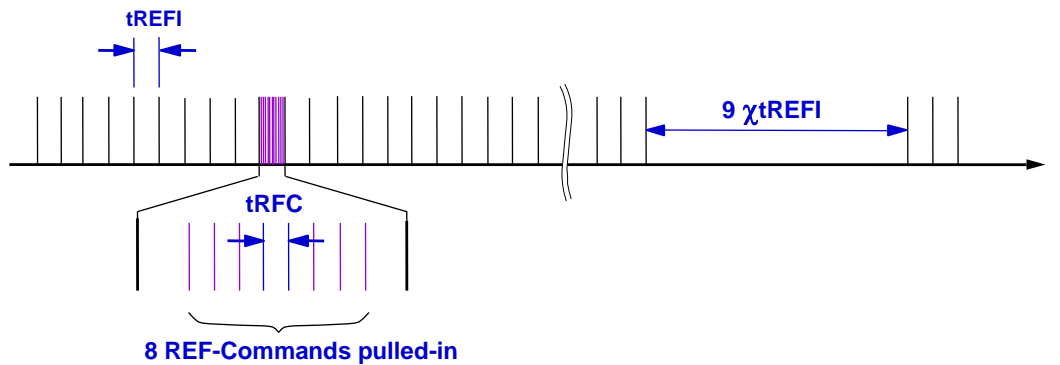 tREFI
9 χtREFI
tRFC
8 REF-Commands pulled-in